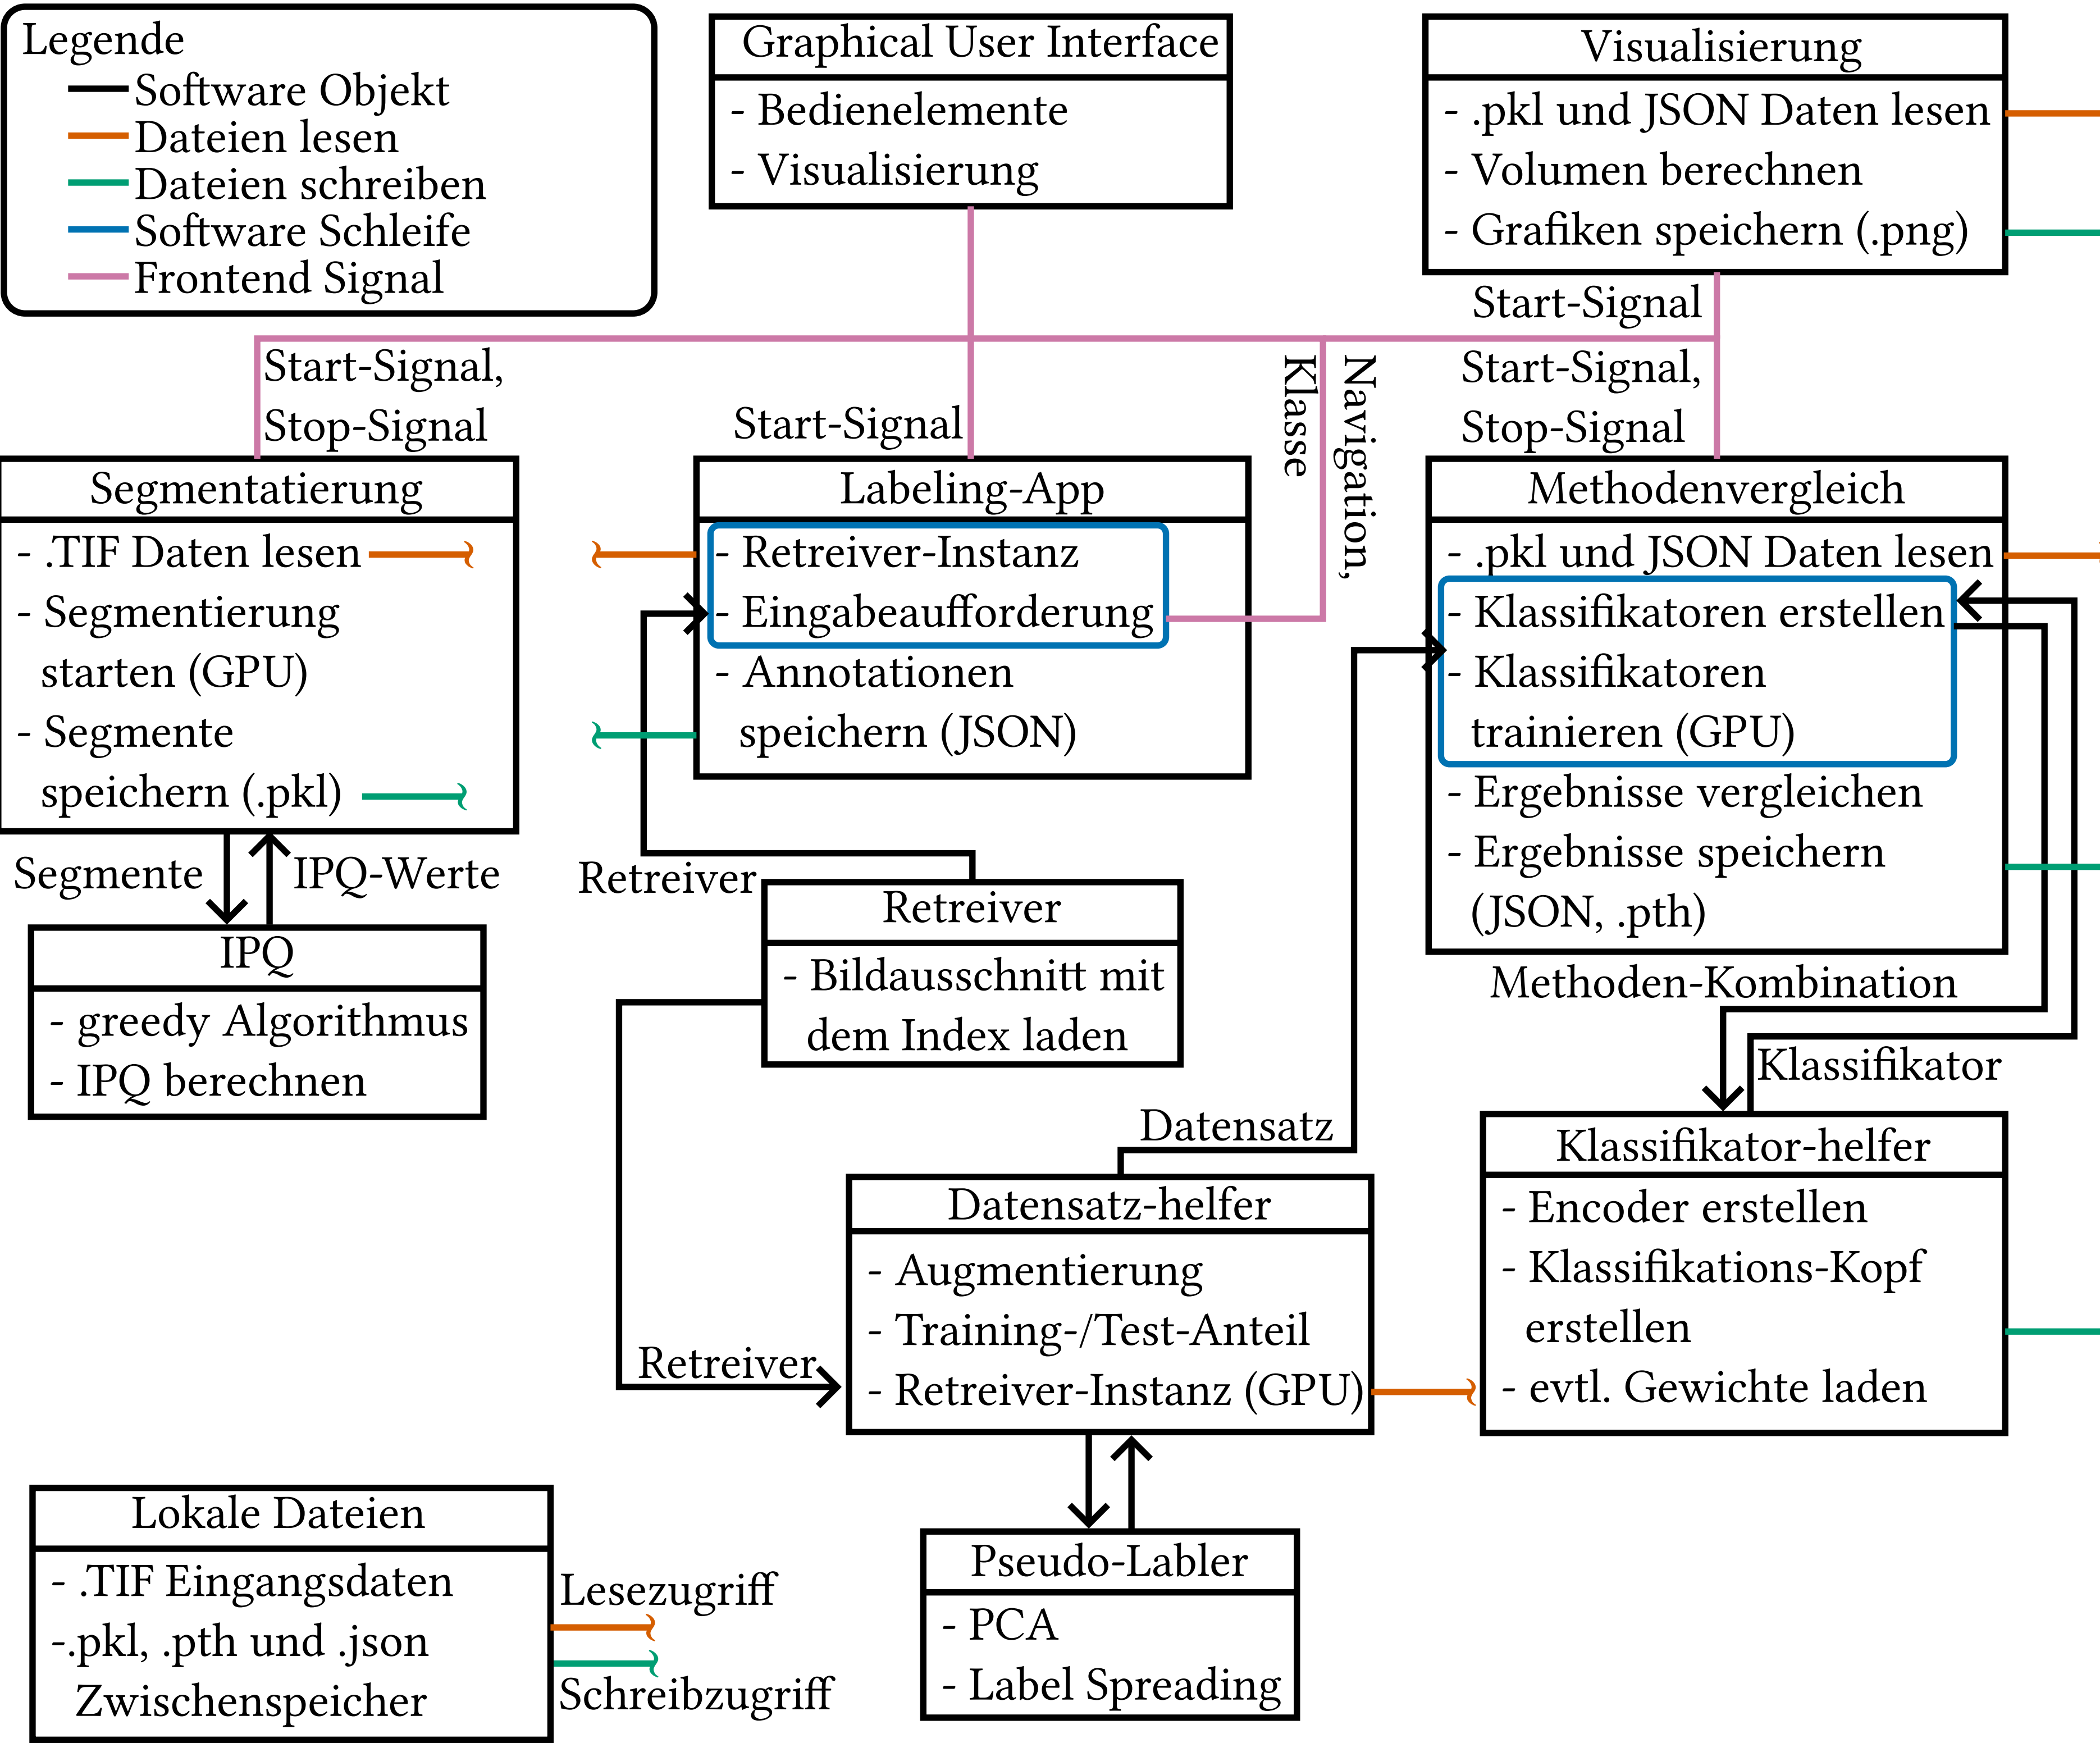 Legende
Software Objekt
Dateien lesen
Dateien schreiben
Software Schleife
Frontend Signal
Graphical User Interface
- Bedienelemente
- Visualisierung
Visualisierung
- .pkl und JSON Daten lesen
- Volumen berechnen
- Grafiken speichern (.png)
Start-Signal
Start-Signal,
Stop-Signal
Start-Signal
Klasse
Navigation,
Start-Signal,
Stop-Signal
Segmentatierung
- .TIF Daten lesen
- Segmentierung
starten (GPU)
- Segmente
speichern (.pkl)
Labeling-App
- Retreiver-Instanz
- Eingabeaufforderung
- Annotationen
speichern (JSON)
Methodenvergleich
- .pkl und JSON Daten lesen
- Klassifikatoren erstellen
- Klassifikatoren
trainieren (GPU)
- Ergebnisse vergleichen
- Ergebnisse speichern
(JSON, .pth)
Segmente
IPQ-Werte
IPQ
- greedy Algorithmus
- IPQ berechnen
Retreiver
Retreiver
- Bildausschnitt mit
dem Index laden
Methoden-Kombination
Klassifikator
Datensatz
Klassifikator-helfer
- Encoder erstellen
- Klassifikations-Kopf
erstellen
- evtl. Gewichte laden
Datensatz-helfer
- Augmentierung
- Training-/Test-Anteil
- Retreiver-Instanz (GPU)
Retreiver
Lokale Dateien
- .TIF Eingangsdaten
-.pkl, .pth und .json
Zwischenspeicher
Lesezugriff
Schreibzugriff
Pseudo-Labler
- PCA
- Label Spreading